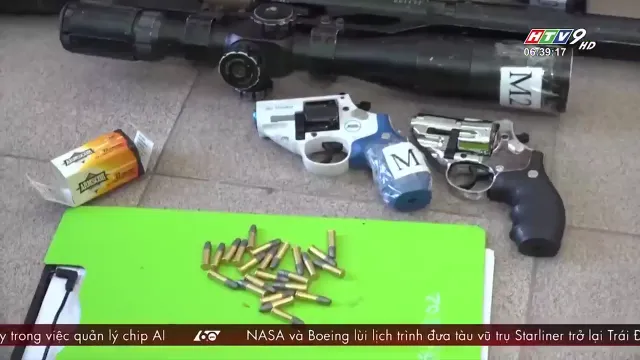 HTV9 HD
06:39:17
M2
M
y trong việc quản lý chip AI 60 NASA và Boeing lùi lịch trình đưa tàu vũ trụ Starliner trở lại Trái Đ